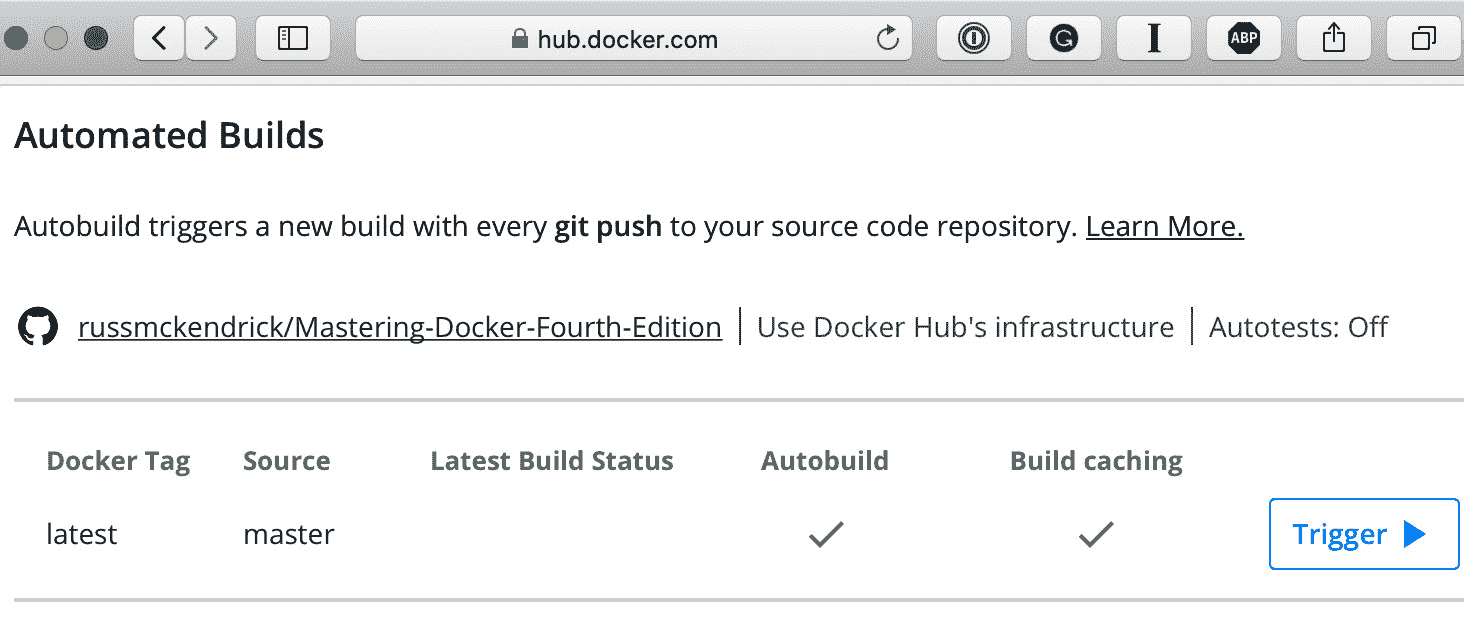 hub.docker.com
ABP
Automated Builds
Autobuild triggers a new build with every git push to your source code repository. Learn More.
russmckendrick/Mastering-Docker-Fourth-Edition | Use Docker Hub's infrastructure | Autotests: Off
Docker Tag Source Latest Build Status Autobuild Build caching
latest master Trigger